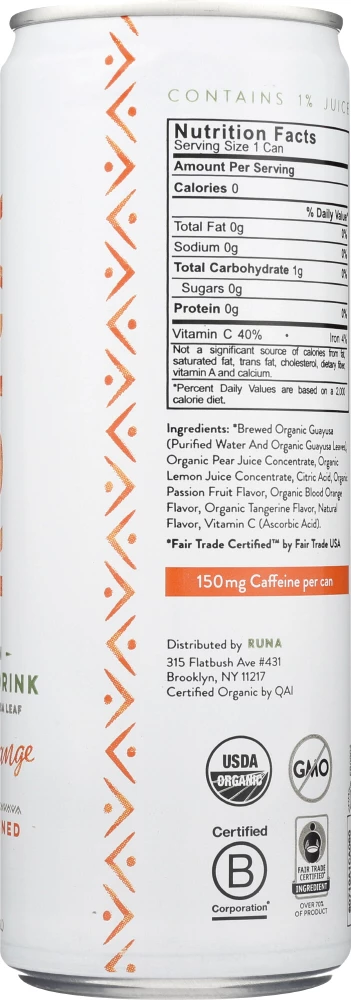 CONTAINS 1% JUICE
Nutrition Facts
Serving Size 1 Can
Amount Per Serving
Calories 0
% Daily Value*
Total Fat 0g 0%
Sodium 0g 0%
Total Carbohydrate 1g 0%
Sugars 0g
Protein 0g 0%
Vitamin C 40% • Iron 4%
Not a significant source of calories from fat,
saturated fat, trans fat, cholesterol, dietary fiber,
vitamin A and calcium.
*Percent Daily Values are based on a 2,000
calorie diet.
Ingredients: *Brewed Organic Guayusa
(Purified Water And Organic Guayusa Leaves),
Organic Pear Juice Concentrate, Organic
Lemon Juice Concentrate, Citric Acid, Organic
Passion Fruit Flavor, Organic Blood Orange
Flavor, Organic Tangerine Flavor, Natural
Flavor, Vitamin C (Ascorbic Acid).
*Fair Trade Certified™ by Fair Trade USA
150mg Caffeine per can
Distributed by RUNA
315 Flatbush Ave #431
Brooklyn, NY 11217
Certified Organic by QAI
RINK
LEAF
ange
NED
USDA
ORGANIC
GMO
Certified
B
Corporation®
FAIR TRADE
CERTIFIED™
INGREDIENT
OVER 70%
OF PRODUCT